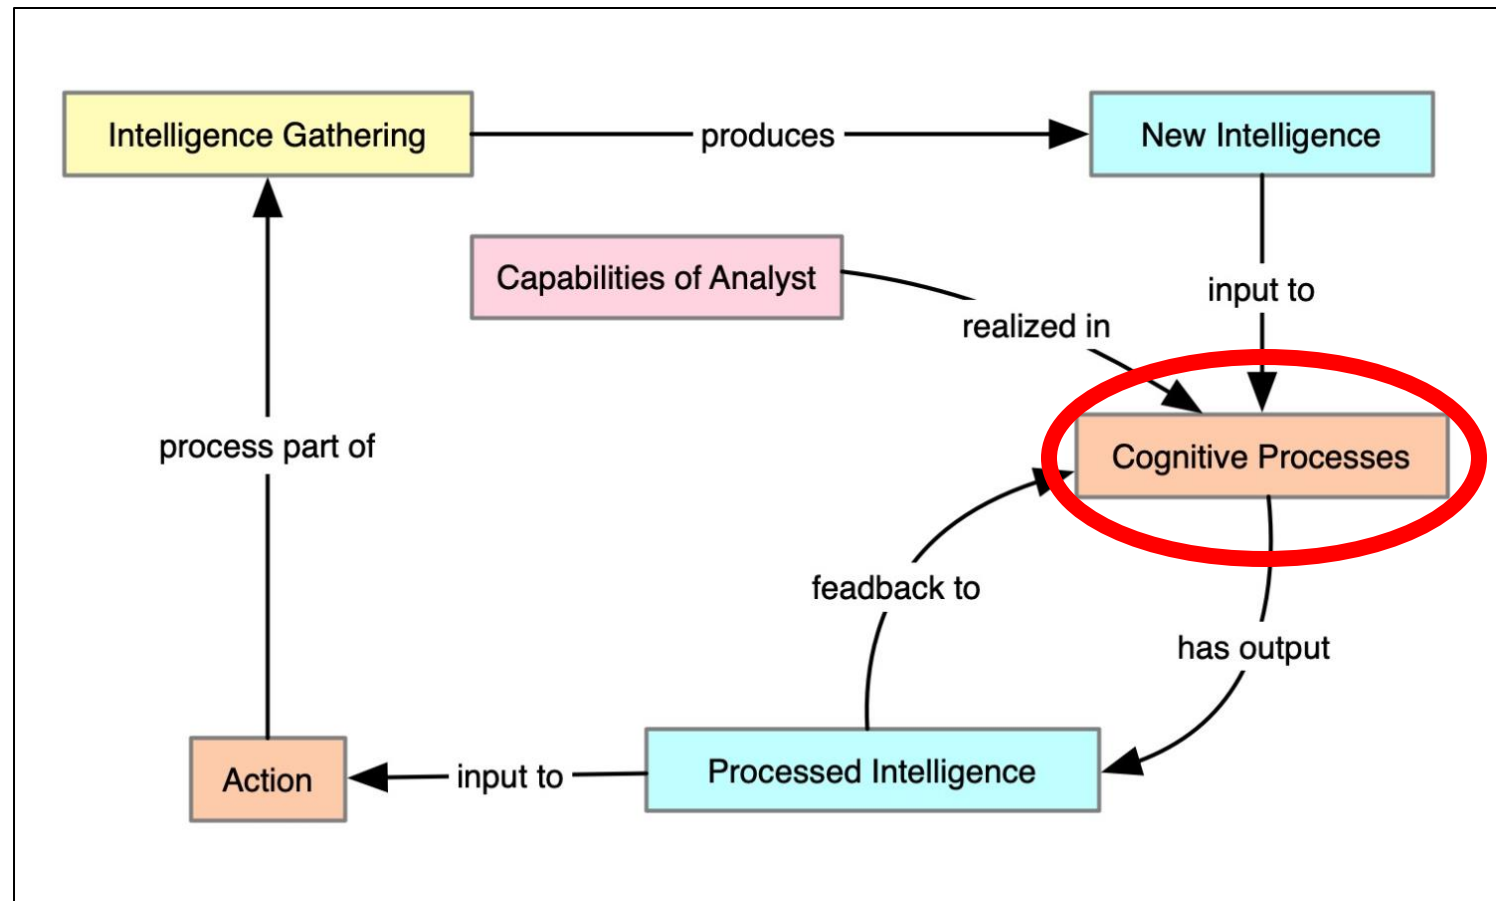 Intelligence Gathering
produces
New Intelligence
Capabilities of Analyst
input to
realized in
process part of
Cognitive Processes
feadback to
has output
Action
input to
Processed Intelligence